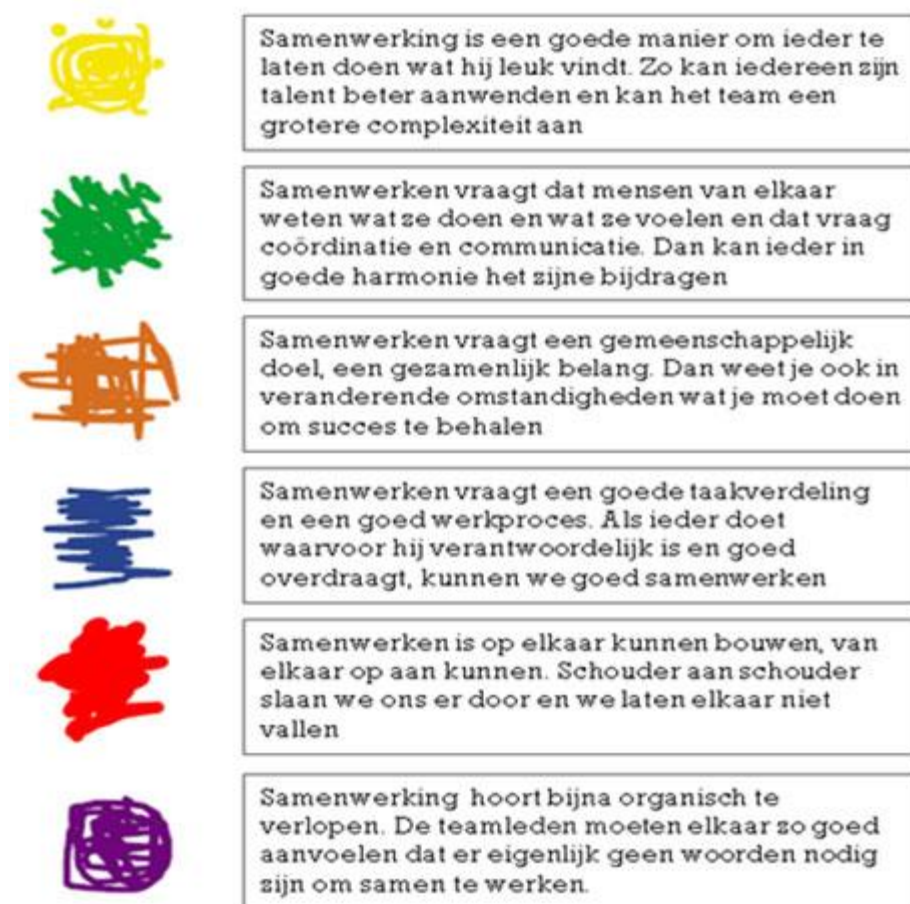 Samenwerking is een goede manier om ieder te
laten doen wat hij leuk vindt. Zo kan iedereen zijn
talent beter aanwenden en kan het team een
grotere complexiteit aan
Samenwerken vraagt dat mensen van elkaar
weten wat ze doen en wat ze voelen en dat vraag
coördinatie en communicatie. Dan kan ieder in
goede harmonie het zijne bijdragen
Samenwerken vraagt een gemeenschappelijk
doel, een gezamenlijk belang. Dan weet je ook in
veranderende omstandigheden wat je moet doen
om succes te behalen
Samenwerken vraagt een goede taakverdeling
en een goed werkproces. Als ieder doet
waarvoor hij verantwoordelijk is en goed
overdraagt, kunnen we goed samenwerken
Samenwerken is op elkaar kunnen bouwen, van
elkaar op aan kunnen. Schouder aan schouder
slaan we ons er door en we laten elkaar niet
vallen
Samenwerking hoort bijna organisch te
verlopen. De teamleden moeten elkaar zo goed
aanvoelen dat er eigenlijk geen woorden nodig
zijn om samen te werken.